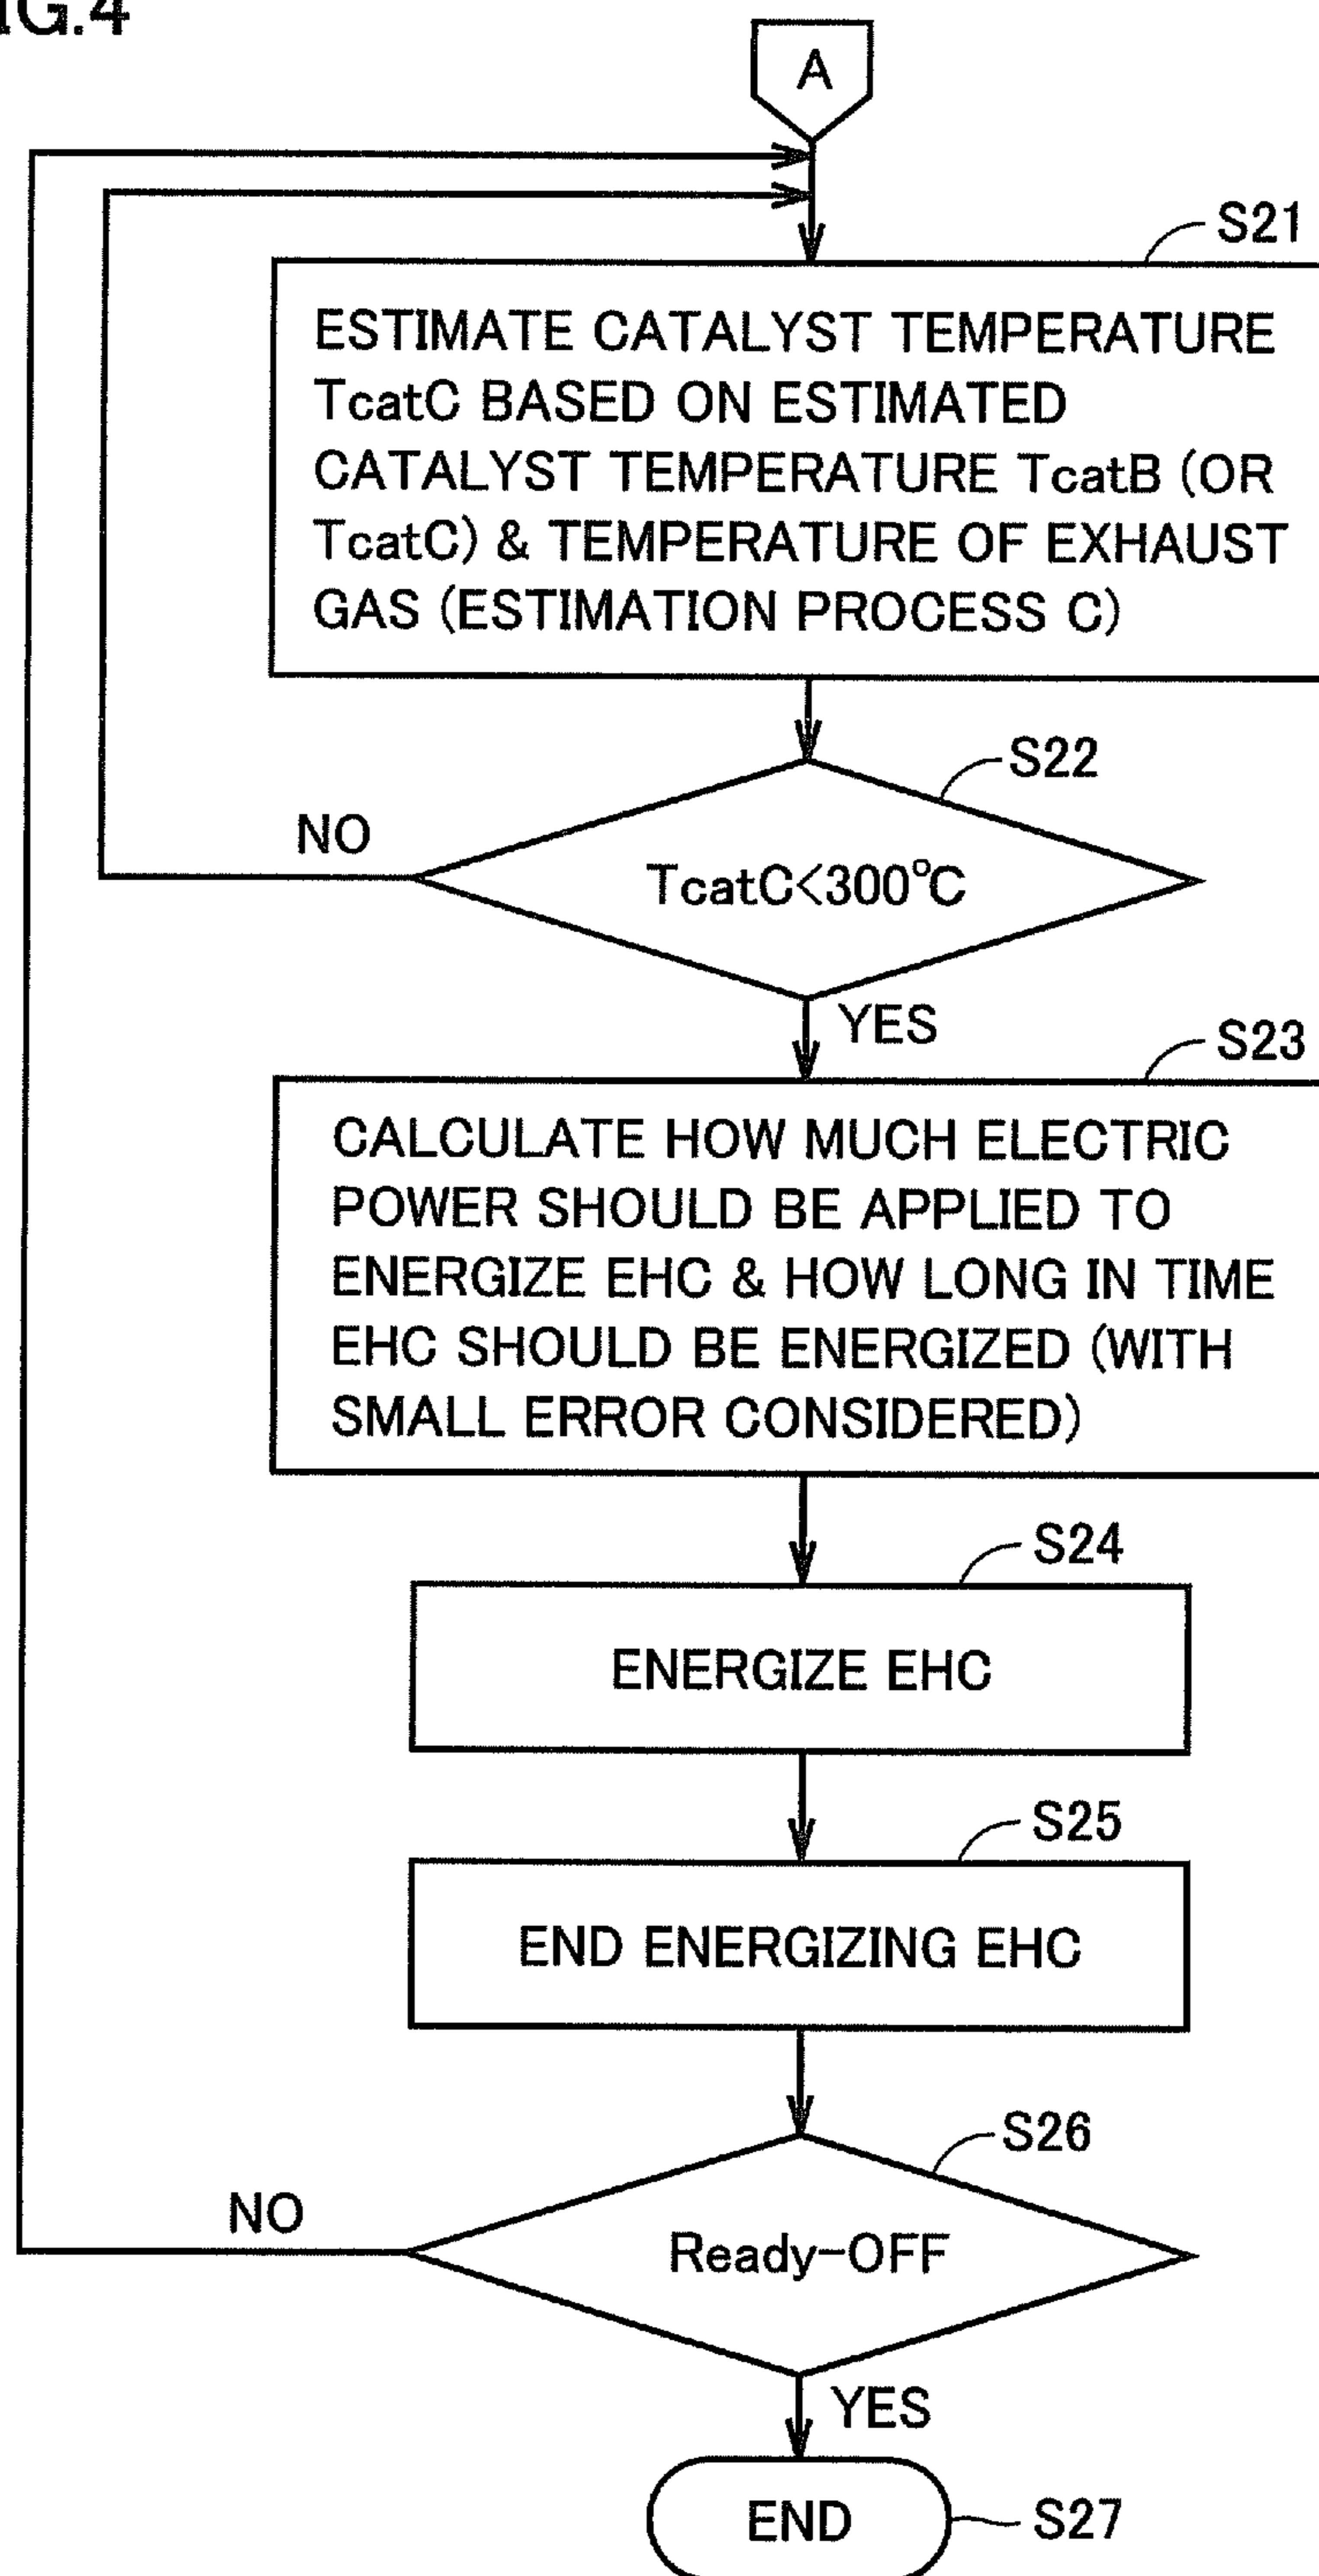 IG.4
A
S21
ESTIMATE CATALYST TEMPERATURE
TcatC BASED ON ESTIMATED
CATALYST TEMPERATURE TcatB (OR
TcatC) & TEMPERATURE OF EXHAUST
GAS (ESTIMATION PROCESS C)
S22
NO
TcatC<300°C
YES
S23
CALCULATE HOW MUCH ELECTRIC
POWER SHOULD BE APPLIED TO
ENERGIZE EHC & HOW LONG IN TIME
EHC SHOULD BE ENERGIZED (WITH
SMALL ERROR CONSIDERED)
S24
ENERGIZE EHC
S25
END ENERGIZING EHC
S26
NO
Ready-OFF
YES
END
S27